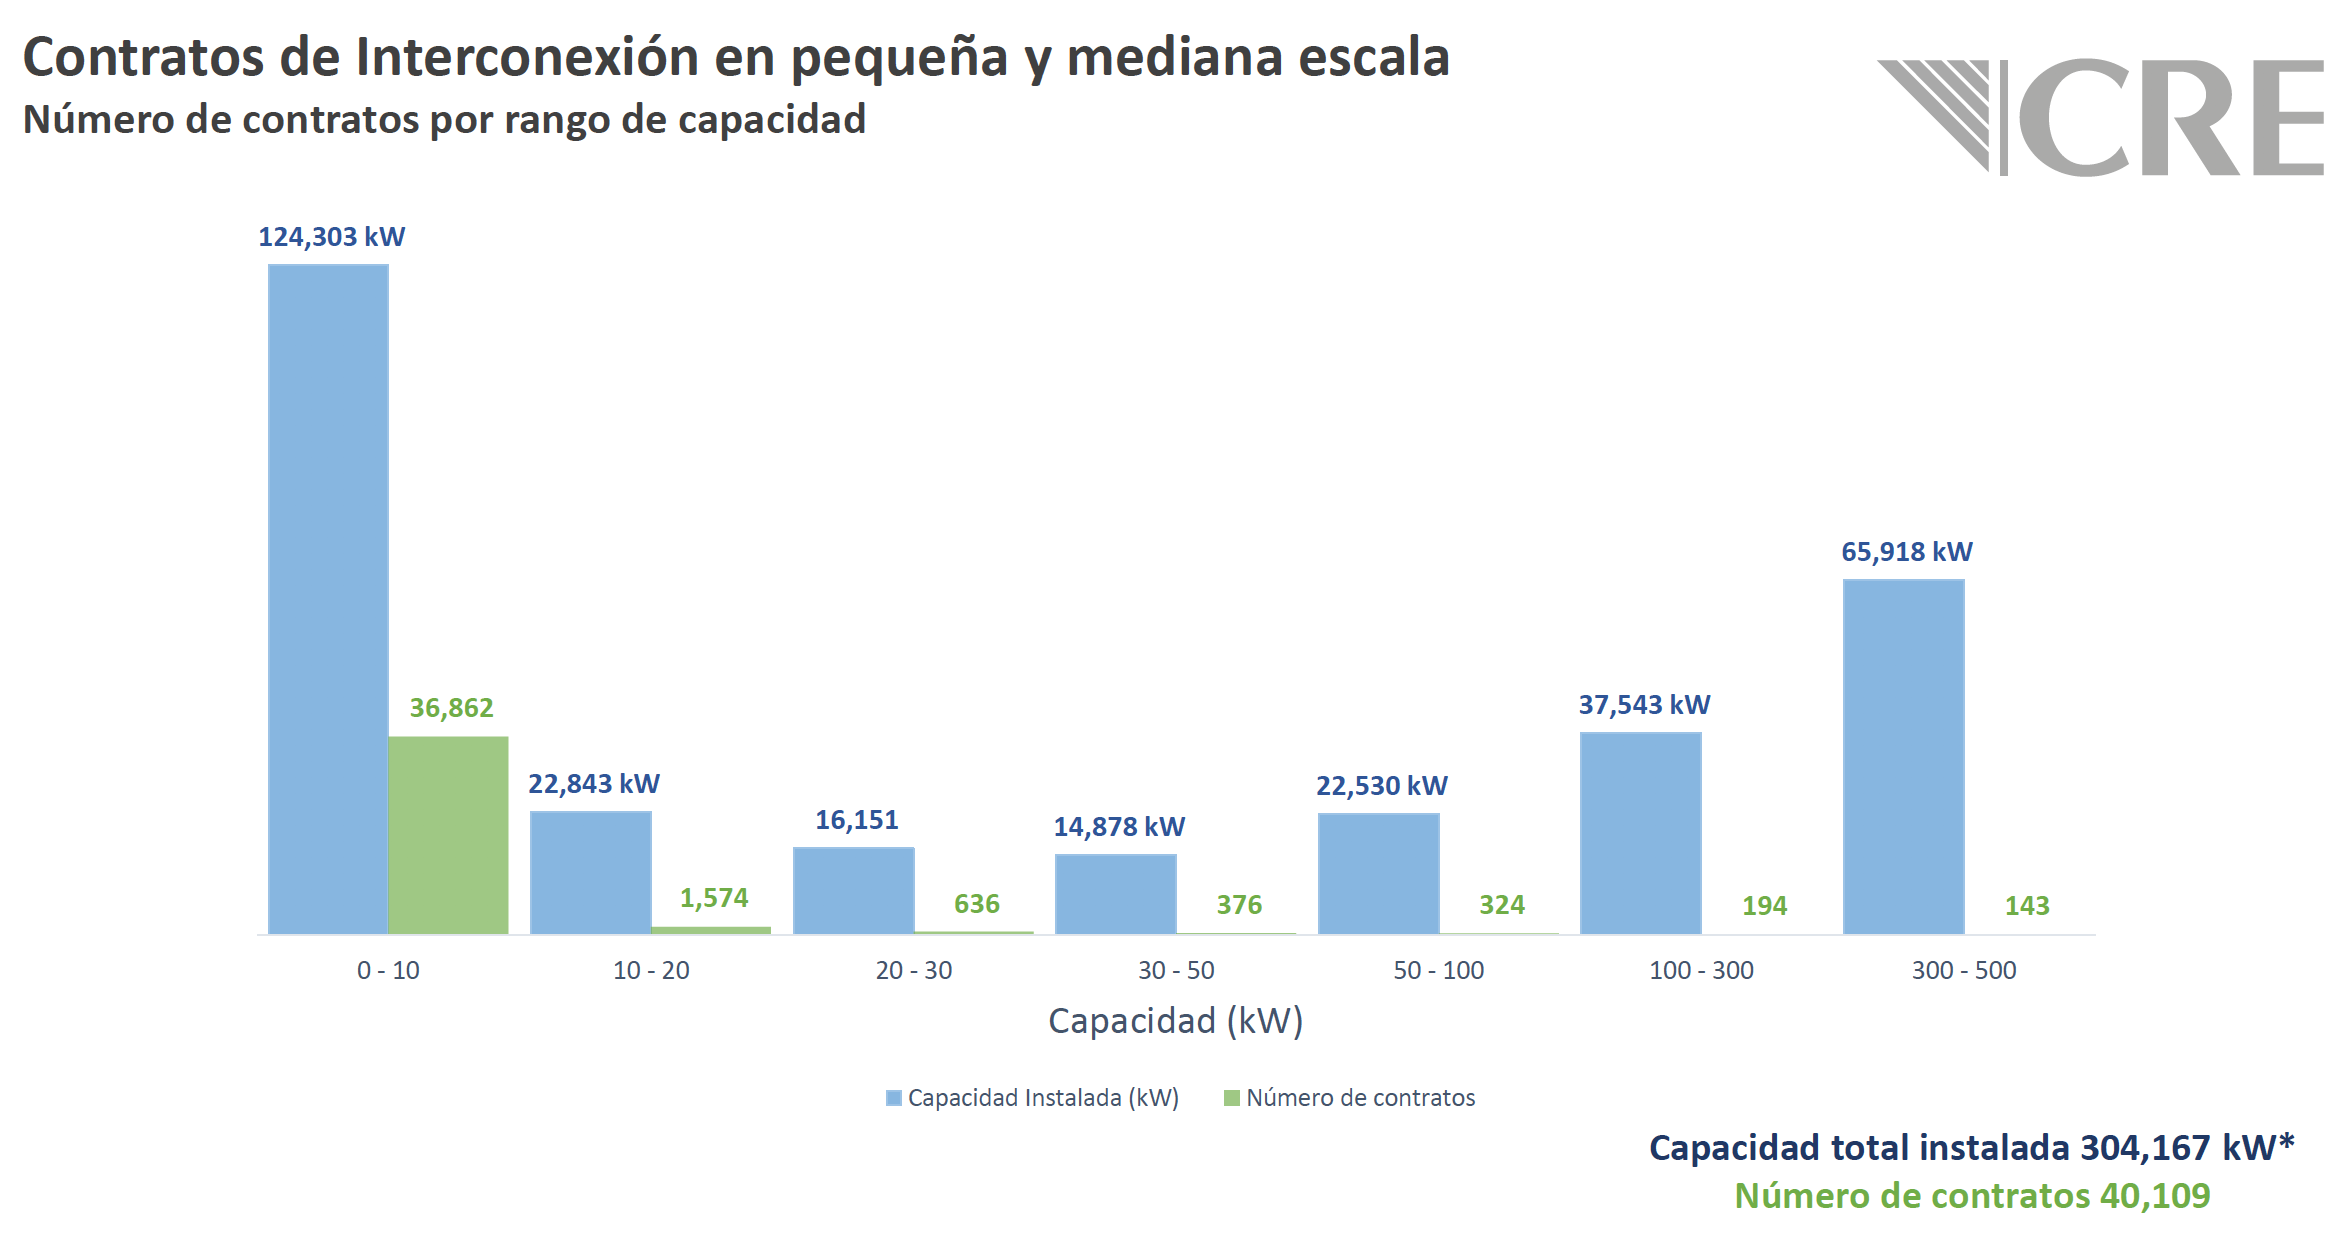 Contratos de Interconexión en pequeña y mediana escala
Número de contratos por rango de capacidad
CRE
124,303 kW
36,862
22,843 kW
1,574
16,151
636
14,878 kW
376
22,530 kW
324
37,543 kW
194
65,918 kW
143
0 - 10
10 - 20
20 - 30
30 - 50
50 - 100
100 - 300
300 - 500
Capacidad (kW)
Capacidad Instalada (kW)
Número de contratos
Capacidad total instalada 304,167 kW*
Número de contratos 40,109